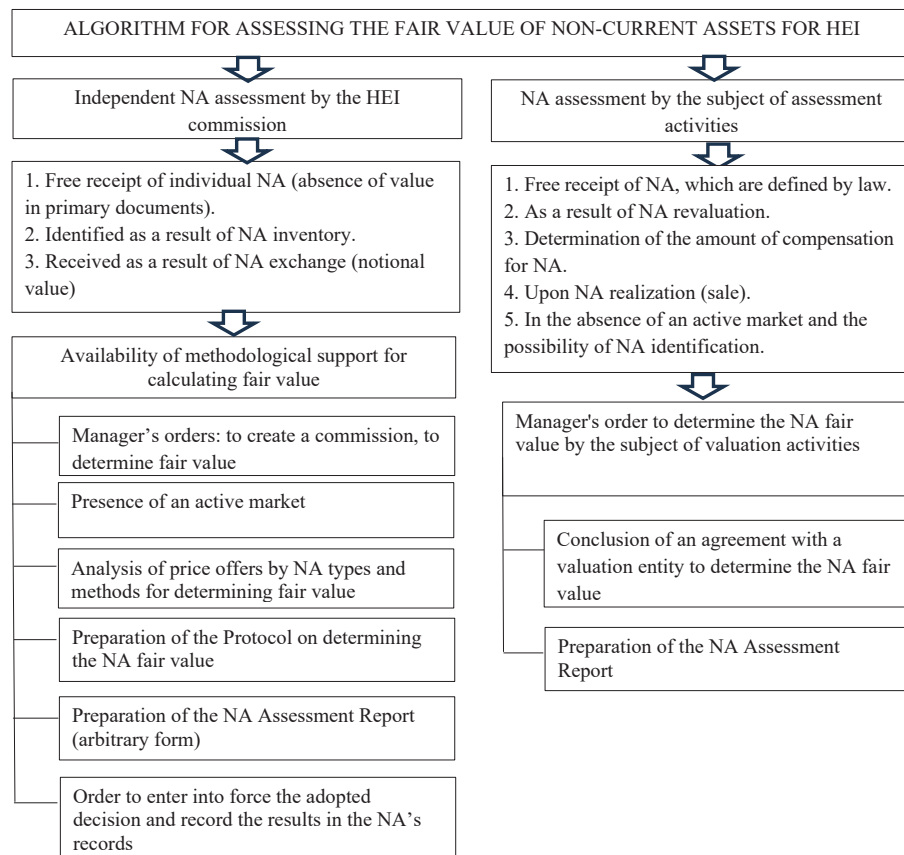 ALGORITHM FOR ASSESSING THE FAIR VALUE OF NON-CURRENT ASSETS FOR HEI
Independent NA assessment by the HEI
commission
1. Free receipt of individual NA (absence of value
in primary documents).
2. Identified as a result of NA inventory.
3. Received as a result of NA exchange (notional
value)
Availability of methodological support for
calculating fair value
Manager’s orders: to create a commission, to
determine fair value
Presence of an active market
Analysis of price offers by NA types and
methods for determining fair value
Preparation of the Protocol on determining
the NA fair value
Preparation of the NA Assessment Report
(arbitrary form)
Order to enter into force the adopted
decision and record the results in the NA’s
records
NA assessment by the subject of assessment
activities
1. Free receipt of NA, which are defined by law.
2. As a result of NA revaluation.
3. Determination of the amount of compensation
for NA.
4. Upon NA realization (sale).
5. In the absence of an active market and the
possibility of NA identification.
Manager's order to determine the NA fair
value by the subject of valuation activities
Conclusion of an agreement with a
valuation entity to determine the NA fair
value
Preparation of the NA Assessment
Report